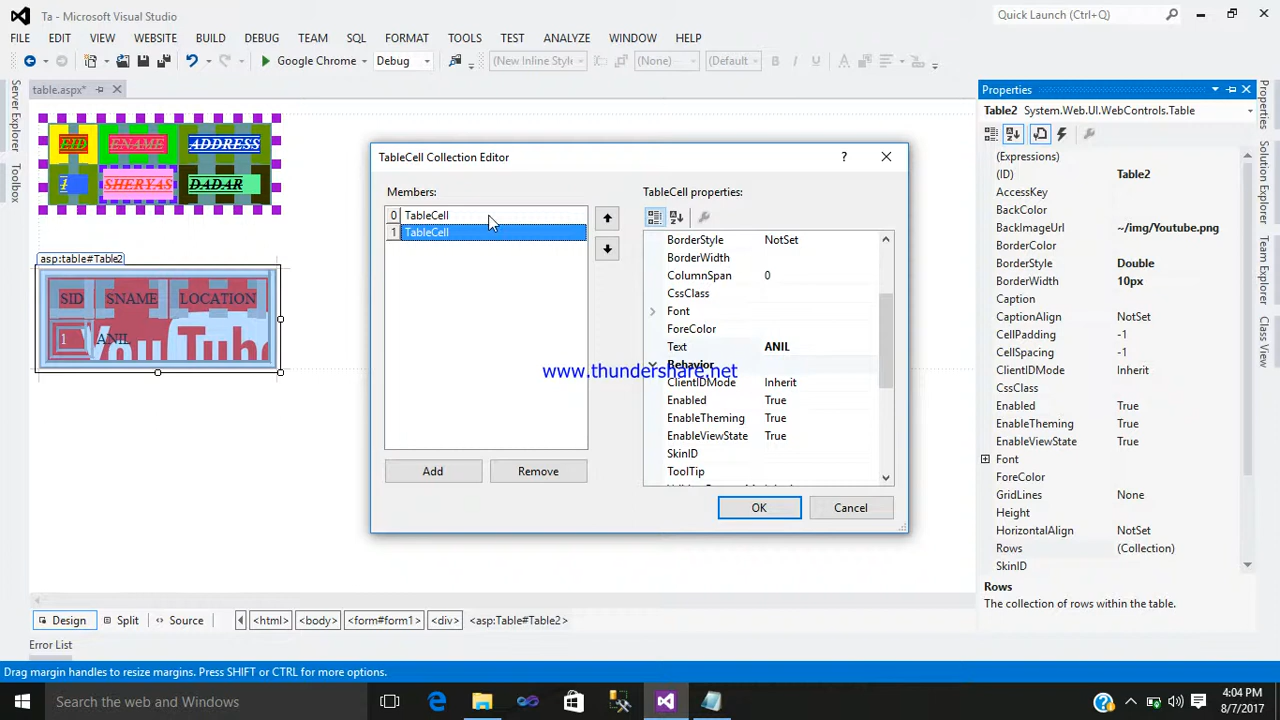 Ta - Microsoft Visual Studio
Quick Launch (Ctrl+Q)
FILE EDIT VIEW WEBSITE BUILD DEBUG TEAM SQL FORMAT TOOLS TEST ANALYZE WINDOW HELP
Google Chrome Debug (New Inline Style (None) (Default B I U A
table.aspx*
Server Explorer
Toolbox
EID ENAME ADDRESS
1 SHERYAS DADAR
asp:table#Table2
SID SNAME LOCATION
1 ANIL
You Tub
TableCell Collection Editor
?
Members:
0 TableCell
1 TableCell
Add Remove
TableCell properties:
BorderStyle NotSet
BorderWidth
ColumnSpan 0
CssClass
Font
ForeColor
Text ANIL
Behavior
ClientIDMode Inherit
Enabled True
EnableTheming True
EnableViewState True
SkinID
ToolTip
OK Cancel
www.thundershare.net
Properties
Table2 System.Web.UI.WebControls.Table
(Expressions)
(ID) Table2
AccessKey
BackColor
BackImageUrl ~/img/Youtube.png
BorderColor
BorderStyle Double
BorderWidth 10px
Caption
CaptionAlign NotSet
CellPadding -1
CellSpacing -1
ClientIDMode Inherit
CssClass
Enabled True
EnableTheming True
EnableViewState True
Font
ForeColor
GridLines None
Height
HorizontalAlign NotSet
Rows (Collection)
SkinID
Rows
The collection of rows within the table.
Properties
Solution Explorer
Team Explorer
Class View
Design Split Source <html> <body> <form#form1> <div> <asp:Table#Table2>
Error List
Drag margin handles to resize margins. Press SHIFT or CTRL for more options.
Search the web and Windows
4:04 PM
8/7/2017